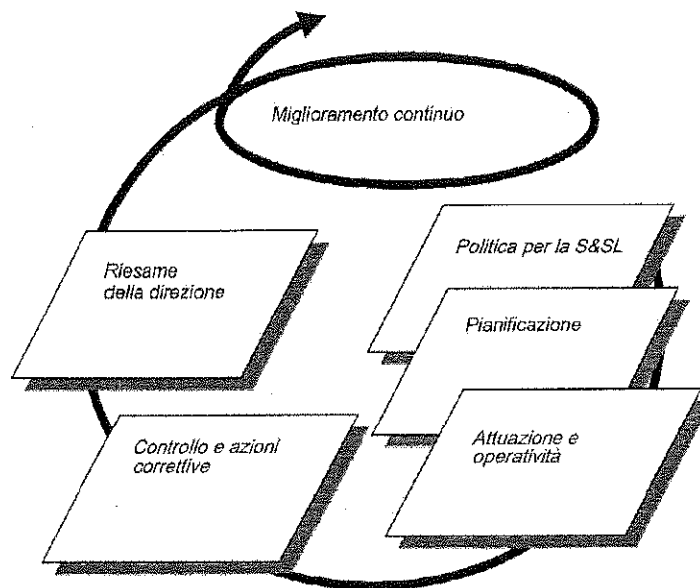 Miglioramento continuo
Politica per la S&SL
Riesame
della direzione
Pianificazione
Controllo e azioni
correttive
Attuazione e
operatività